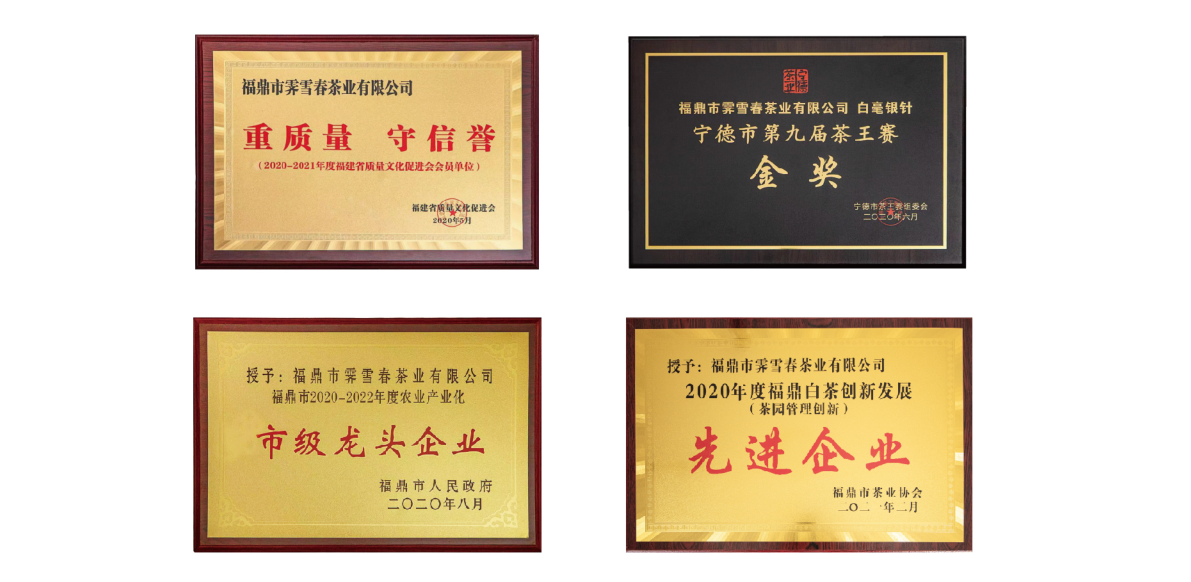 福鼎市霁雪春茶业有限公司
重质量 守信誉
（2020-2021年度福建省质量文化促进会会员单位）
福建省质量文化促进会
2020年5月
福鼎市霁雪春茶业有限公司 白毫银针
宁德市第九届茶王赛
金奖
宁德市茶王赛组委会
二〇二〇年六月
授予：福鼎市霁雪春茶业有限公司
福鼎市2020-2022年度农业产业化
市级龙头企业
福鼎市人民政府
二〇二〇年八月
授予：福鼎市霁雪春茶业有限公司
2020年度福鼎白茶创新发展
（茶园管理创新）
先进企业
福鼎市茶业协会
二〇二一年二月